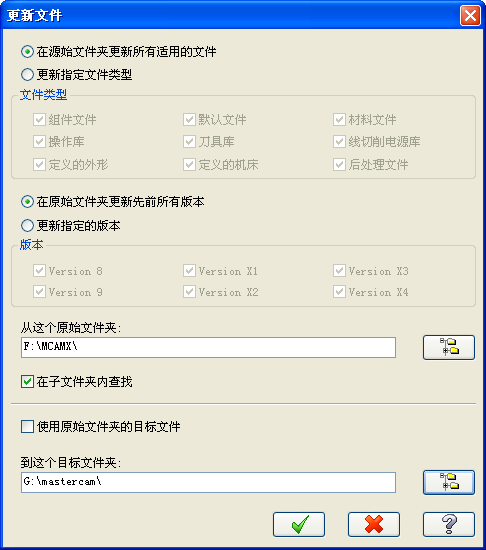 更新文件
在源始文件夹更新所有适用的文件
更新指定文件类型
文件类型
组件文件 默认文件 材料文件
操作库 刀具库 线切削电源库
定义的外形 定义的机床 后处理文件
在原始文件夹更新先前所有版本
更新指定的版本
版本
Version 8 Version X1 Version X3
Version 9 Version X2 Version X4
从这个原始文件夹:
F:\MCAMX\
在子文件夹内查找
使用原始文件夹的目标文件
到这个目标文件夹:
G:\mastercam\
?